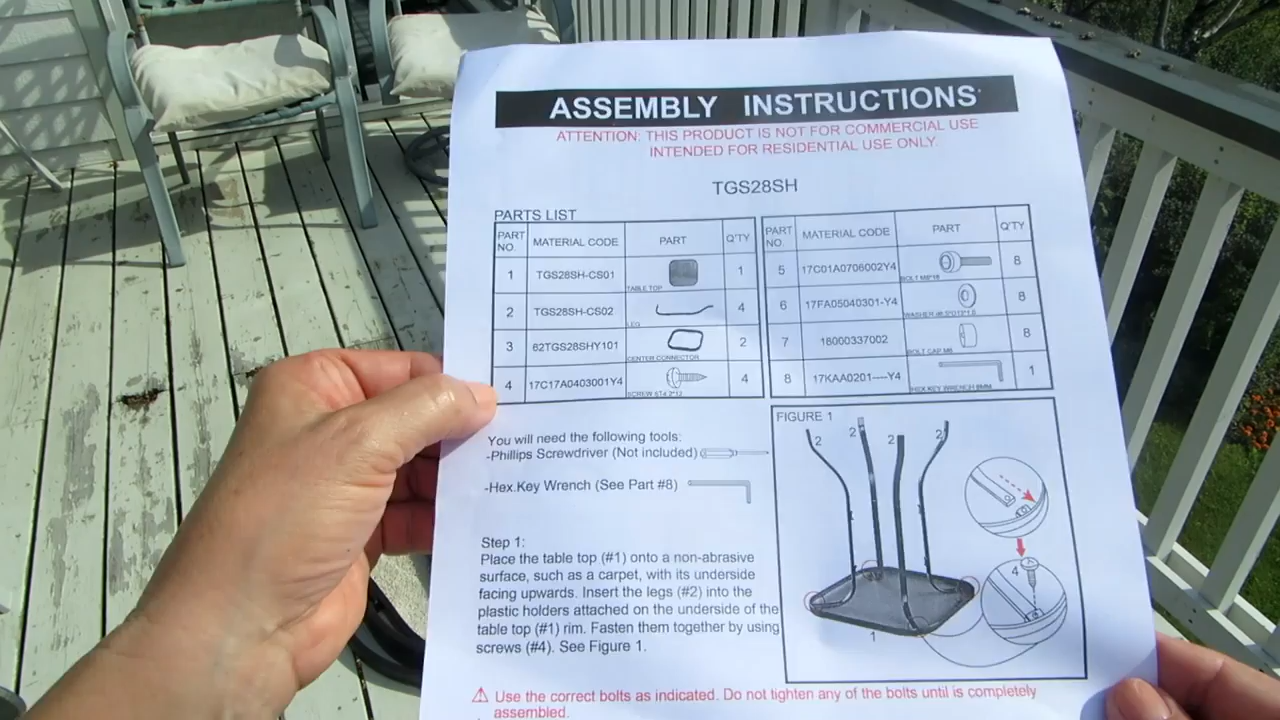 ASSEMBLY INSTRUCTIONS
ATTENTION: THIS PRODUCT IS NOT FOR COMMERCIAL USE
INTENDED FOR RESIDENTIAL USE ONLY.
TGS28SH
PARTS LIST
PART NO. MATERIAL CODE PART Q'TY
1 TGS28SH-CS01 TABLE TOP 1
2 TGS28SH-CS02 LEG 4
3 62TGS28SHY101 CENTER CONNECTOR 2
4 17C17A0403001Y4 SCREW 4
PART NO. MATERIAL CODE PART Q'TY
5 17C01A0706002Y4 BOLT 8
6 17FA05040301-Y4 WASHER 8
7 18000337002 BOLT CAP 8
8 17KAA0201----Y4 HEX KEY WRENCH 1
You will need the following tools:
-Phillips Screwdriver (Not included)
-Hex.Key Wrench (See Part #8)
Step 1:
Place the table top (#1) onto a non-abrasive
surface, such as a carpet, with its underside
facing upwards. Insert the legs (#2) into the
plastic holders attached on the underside of the
table top (#1) rim. Fasten them together by using
screws (#4). See Figure 1.
FIGURE 1
2 2 2 2
4
1
Use the correct bolts as indicated. Do not tighten any of the bolts until is completely
assembled.